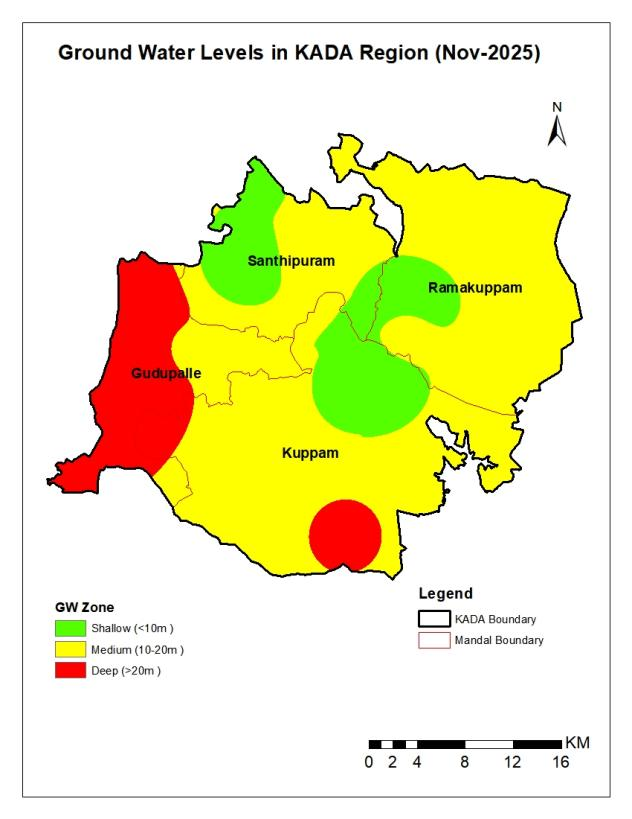 Ground Water Levels in KADA Region (Nov-2025)
N
Santhipuram
Ramakuppam
Gudupalle
Kuppam
GW Zone
Shallow (<10m )
Medium (10-20m )
Deep (>20m )
Legend
KADA Boundary
Mandal Boundary
KM
0 2 4 8 12 16